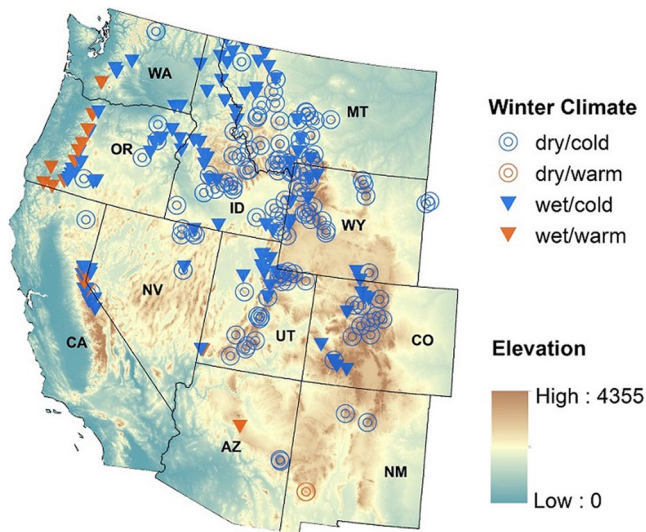 WA
MT
OR
ID
WY
NV
UT
CO
CA
AZ
NM
Winter Climate
dry/cold
dry/warm
wet/cold
wet/warm
Elevation
High : 4355
Low : 0